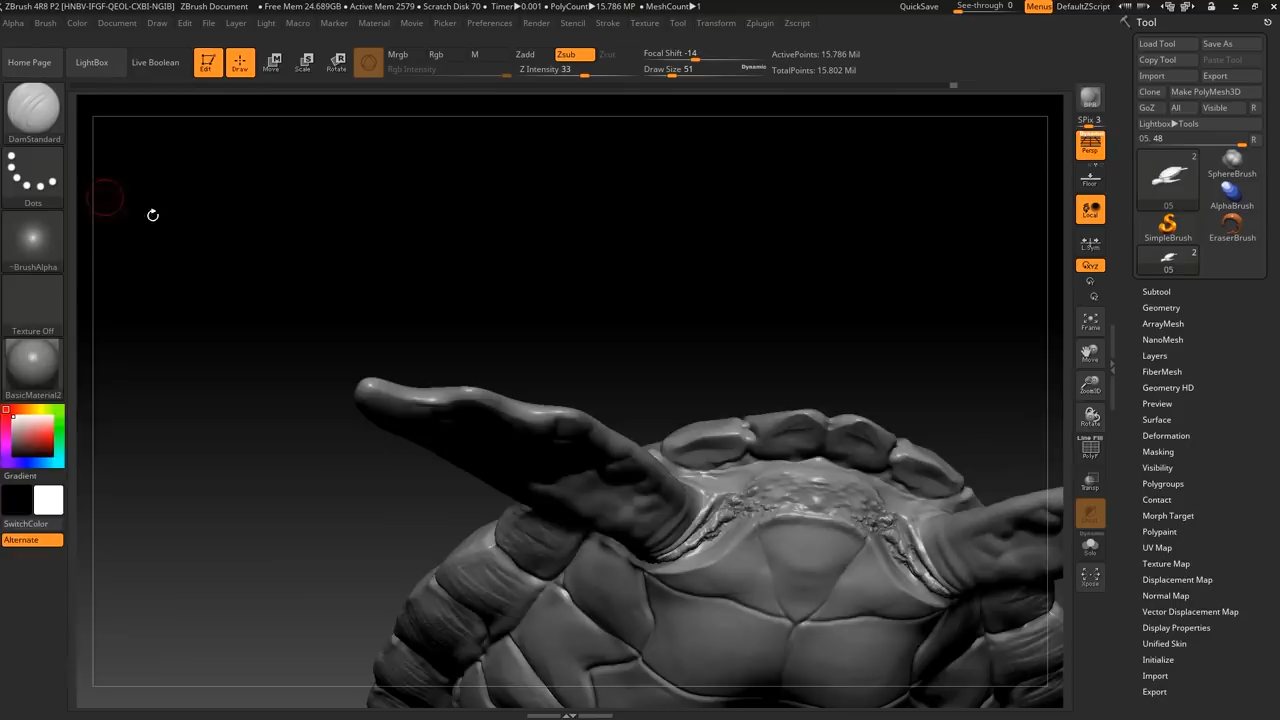 ZBrush 4R8 P2 [HNBV-IFGF-QEOL-CXBI-NGIB] ZBrush Document • Free Mem 24.689GB • Active Mem 2579 • Scratch Disk 70 • Timer▶0.001 • PolyCount▶15.786 MP • MeshCount▶1 QuickSave See-through 0 Menus DefaultZScript
Alpha Brush Color Document Draw Edit File Layer Light Macro Marker Material Movie Picker Preferences Render Stencil Stroke Texture Tool Transform Zplugin Zscript
Home Page LightBox Live Boolean
Edit Draw Move Scale Rotate
Mrgb Rgb M Zadd Zsub Zcut
Rgb Intensity Z Intensity 33
Focal Shift -14
Draw Size 51 Dynamic
ActivePoints: 15.786 Mil
TotalPoints: 15.802 Mil
DamStandard
Dots
~BrushAlpha
Texture Off
BasicMaterial2
Gradient
SwitchColor
Alternate
BPR
SPix 3
Dynamic
Persp
Floor
Local
L.Sym
XYZ
Frame
Move
Zoom3D
Rotate
Line Fill
PolyF
Transp
Dynamic
Solo
Xpose
Tool
Load Tool Save As
Copy Tool Paste Tool
Import Export
Clone Make PolyMesh3D
GoZ All Visible R
Lightbox▶Tools
05. 48 R
2
05 SphereBrush
AlphaBrush
SimpleBrush EraserBrush
2
05
Subtool
Geometry
ArrayMesh
NanoMesh
Layers
FiberMesh
Geometry HD
Preview
Surface
Deformation
Masking
Visibility
Polygroups
Contact
Morph Target
Polypaint
UV Map
Texture Map
Displacement Map
Normal Map
Vector Displacement Map
Display Properties
Unified Skin
Initialize
Import
Export